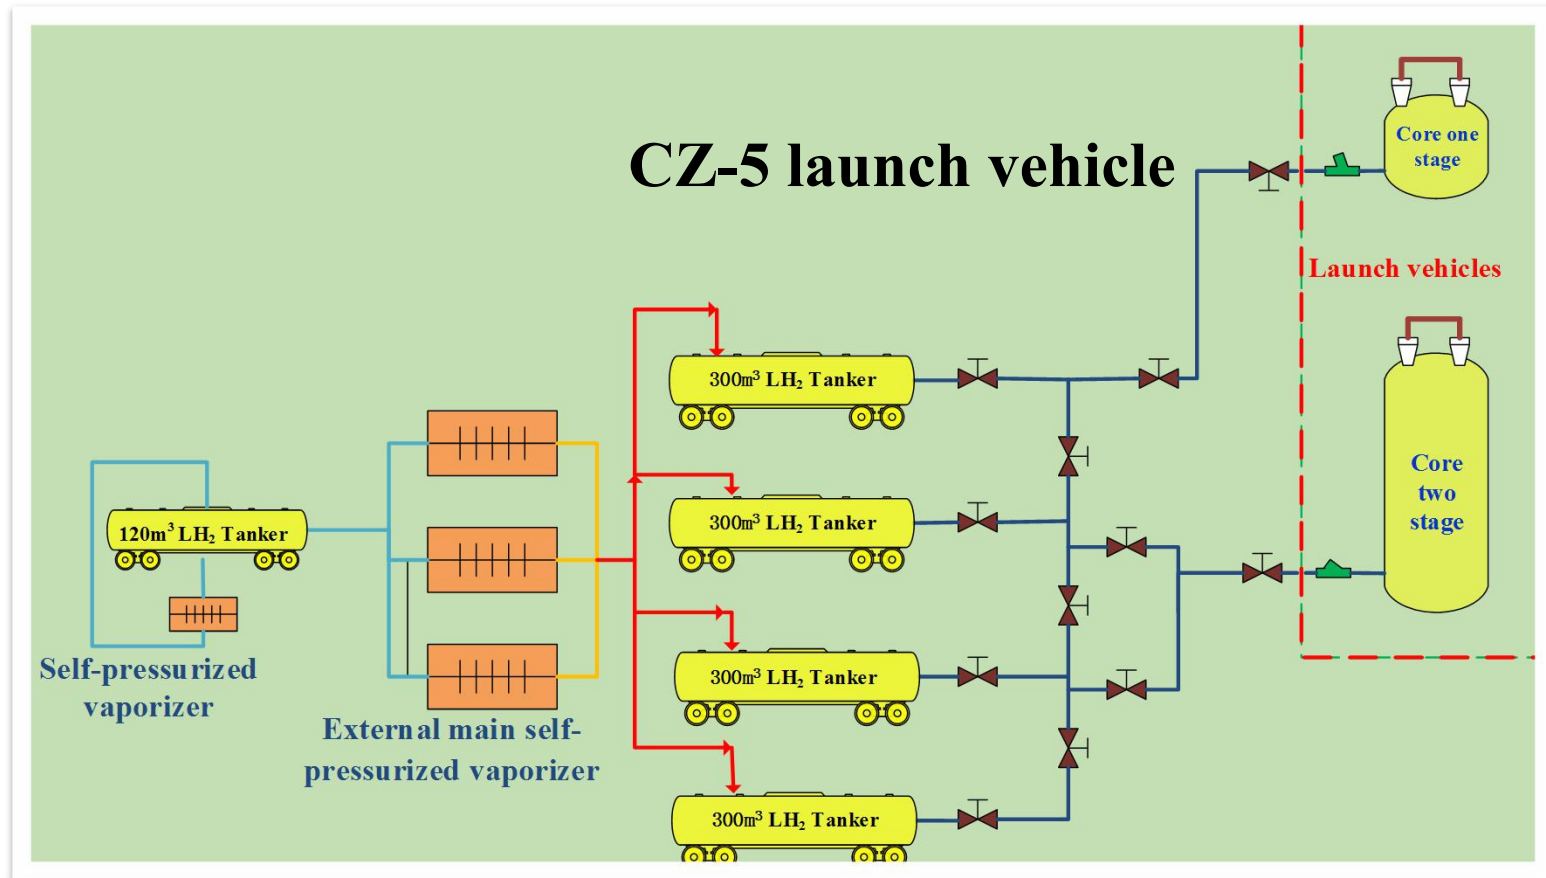 CZ-5 launch vehicle
Core one
stage
Launch vehicles
Core
two
stage
300m³ LH₂ Tanker
300m³ LH₂ Tanker
300m³ LH₂ Tanker
300m³ LH₂ Tanker
120m³ LH₂ Tanker
Self-pressurized
vaporizer
External main self-
pressurized vaporizer